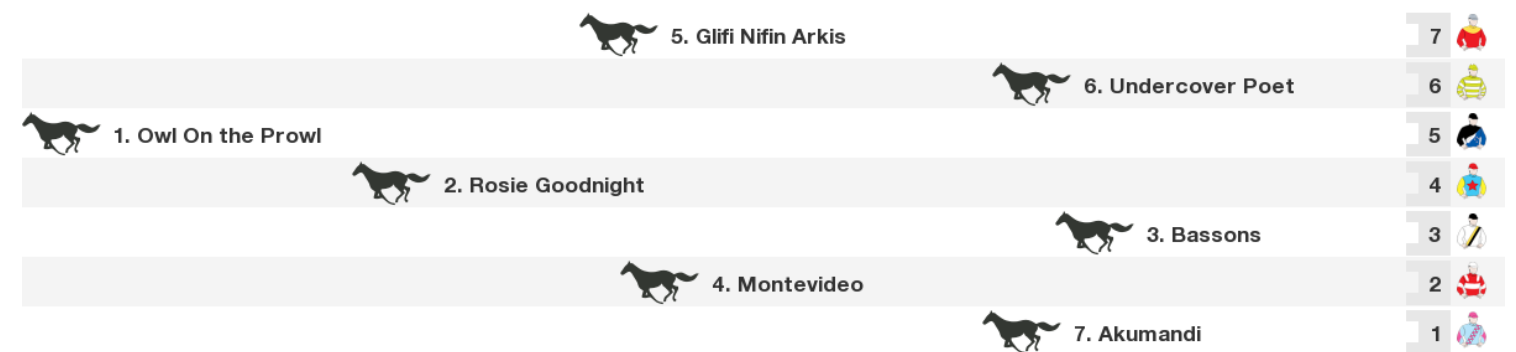 5. Glifi Nifin Arkis 7
6. Undercover Poet 6
1. Owl On the Prowl 5
2. Rosie Goodnight 4
3. Bassons 3
4. Montevideo 2
7. Akumandi 1